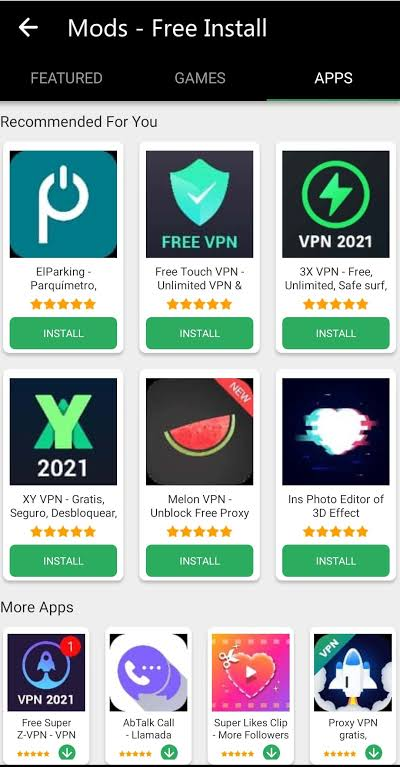 Mods - Free Install
FEATURED GAMES APPS
Recommended For You
FREE VPN
VPN 2021
ElParking -
Parquímetro,
Free Touch VPN -
Unlimited VPN &
3X VPN - Free,
Unlimited, Safe surf,
INSTALL INSTALL INSTALL
XY
2021
NEW
XY VPN - Gratis,
Seguro, Desbloquear,
Melon VPN -
Unblock Free Proxy
Ins Photo Editor of
3D Effect
INSTALL INSTALL INSTALL
More Apps
1
VPN 2021
VPN
Free Super
Z-VPN - VPN
AbTalk Call
- Llamada
Super Likes Clip
- More Followers
Proxy VPN
gratis,